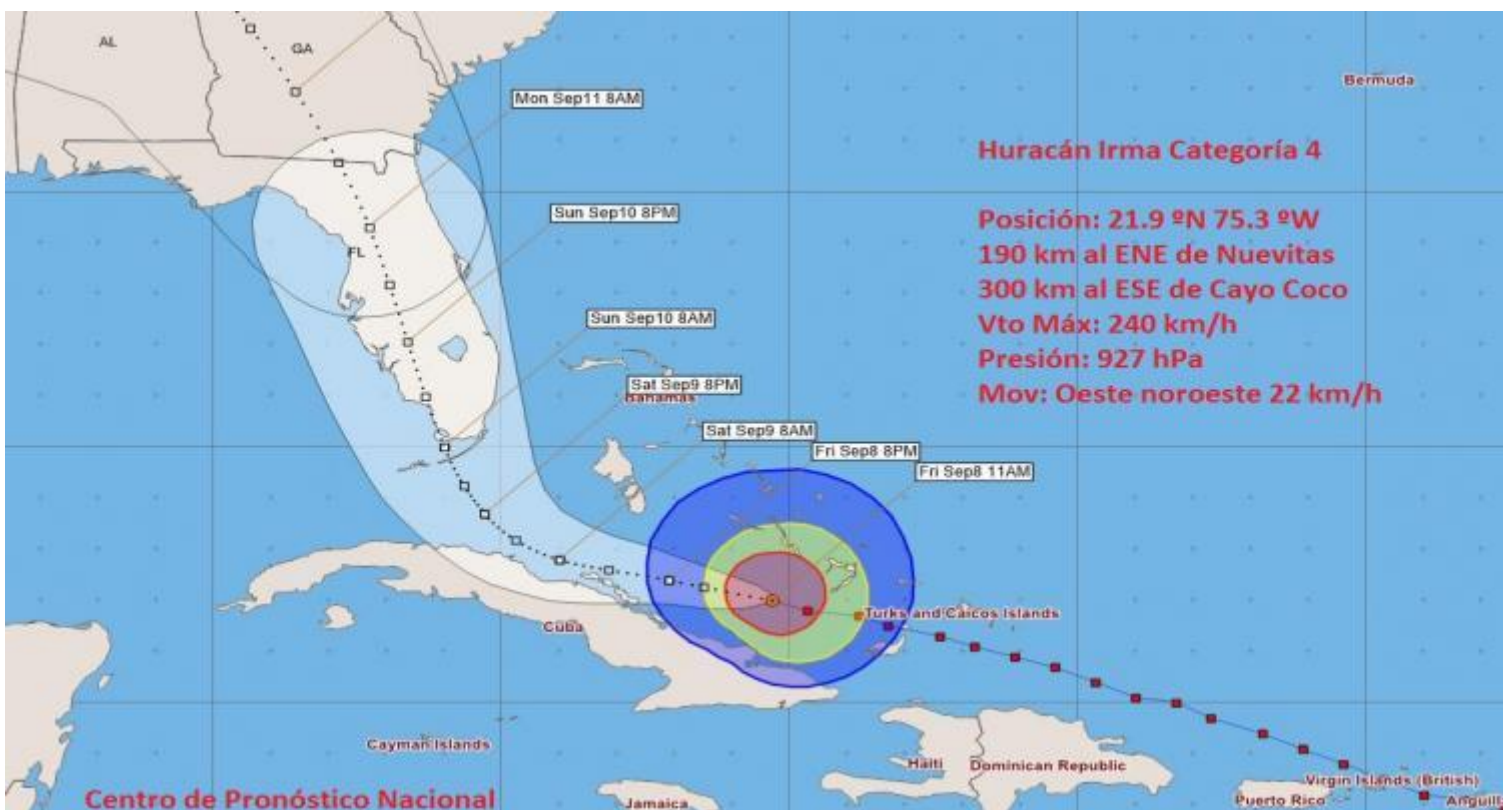 AL
GA
Bermuda
Mon Sep11 8AM
Huracán Irma Categoría 4
Sun Sep10 8PM
Posición: 21.9 ºN 75.3 ºW
FL
190 km al ENE de Nuevitas
300 km al ESE de Cayo Coco
Sun Sep10 8AM
Vto Máx: 240 km/h
Presión: 927 hPa
Sat Sep9 8PM
Mov: Oeste noroeste 22 km/h
Bahamas
Sat Sep9 8AM
Fri Sep8 8PM
Fri Sep8 11AM
Turks and Caicos Islands
Cuba
Cayman Islands
Haiti
Dominican Republic
Virgin Islands (British)
Centro de Pronóstico Nacional
Jamaica
Puerto Rico